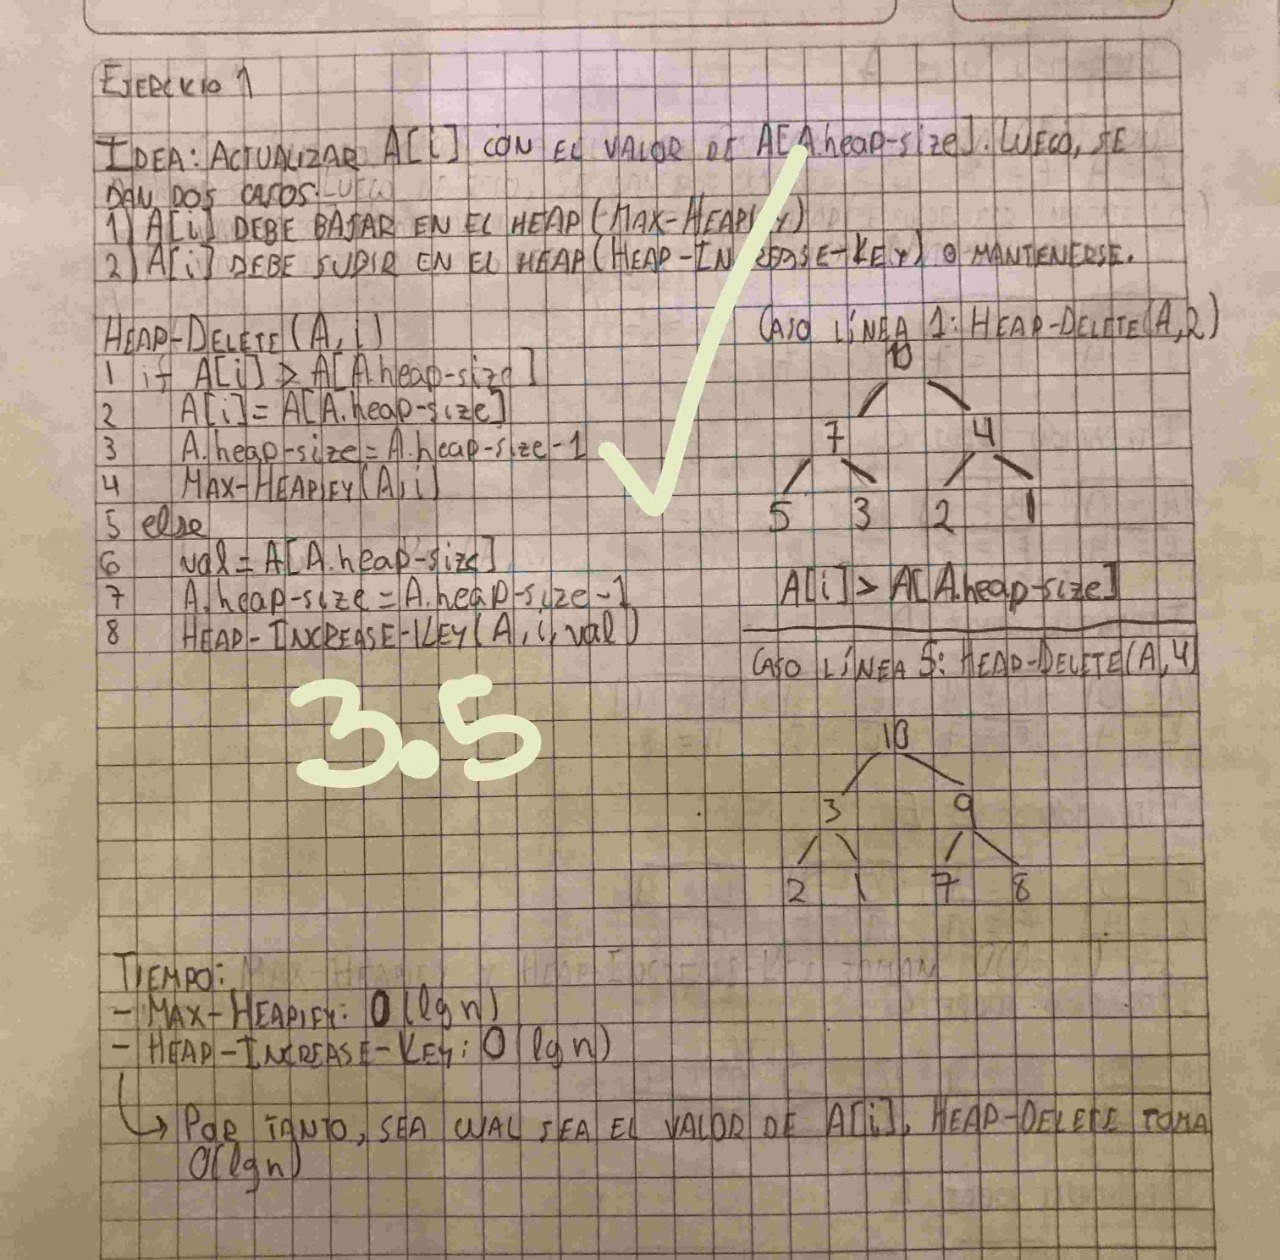 EJERCICIO 1
IDEA: ACTUALIZAR A[i] CON EL VALOR DE A[A.heap-size]. LUEGO, SE
DAN DOS CASOS:
1) A[i] DEBE BAJAR EN EL HEAP (MAX-HEAPIFY)
2) A[i] DEBE SUBIR EN EL HEAP (HEAP-INCREASE-KEY) O MANTENERSE.
HEAP-DELETE(A, i)
1 if A[i] > A[A.heap-size]
2 A[i] = A[A.heap-size]
3 A.heap-size = A.heap-size-1
4 MAX-HEAPIFY(A, i)
5 else
6 val = A[A.heap-size]
7 A.heap-size = A.heap-size-1
8 HEAP-INCREASE-KEY(A, i, val)
3.5
CASO LÍNEA 1: HEAP-DELETE(A,2)
10
7 4
5 3 2 1
A[i] > A[A.heap-size]
CASO LÍNEA 5: HEAP-DELETE(A,4)
10
3 9
2 1 7 8
TIEMPO:
- MAX-HEAPIFY: O(lg n)
- HEAP-INCREASE-KEY: O(lg n)
POR TANTO, SEA CUAL SEA EL VALOR DE A[i], HEAP-DELETE TOMA
O(lg n)